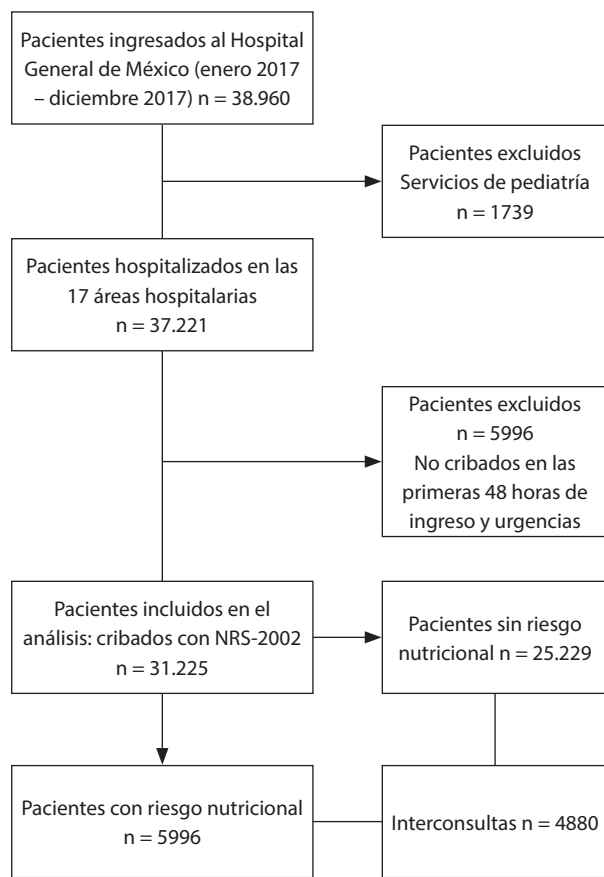 Pacientes ingresados al Hospital
General de México (enero 2017
– diciembre 2017) n = 38.960
Pacientes excluidos
Servicios de pediatría
n = 1739
Pacientes hospitalizados en las
17 áreas hospitalarias
n = 37.221
Pacientes excluidos
n = 5996
No cribados en las
primeras 48 horas de
ingreso y urgencias
Pacientes incluidos en el
análisis: cribados con NRS-2002
n = 31.225
Pacientes sin riesgo
nutricional n = 25.229
Pacientes con riesgo nutricional
n = 5996
Interconsultas n = 4880